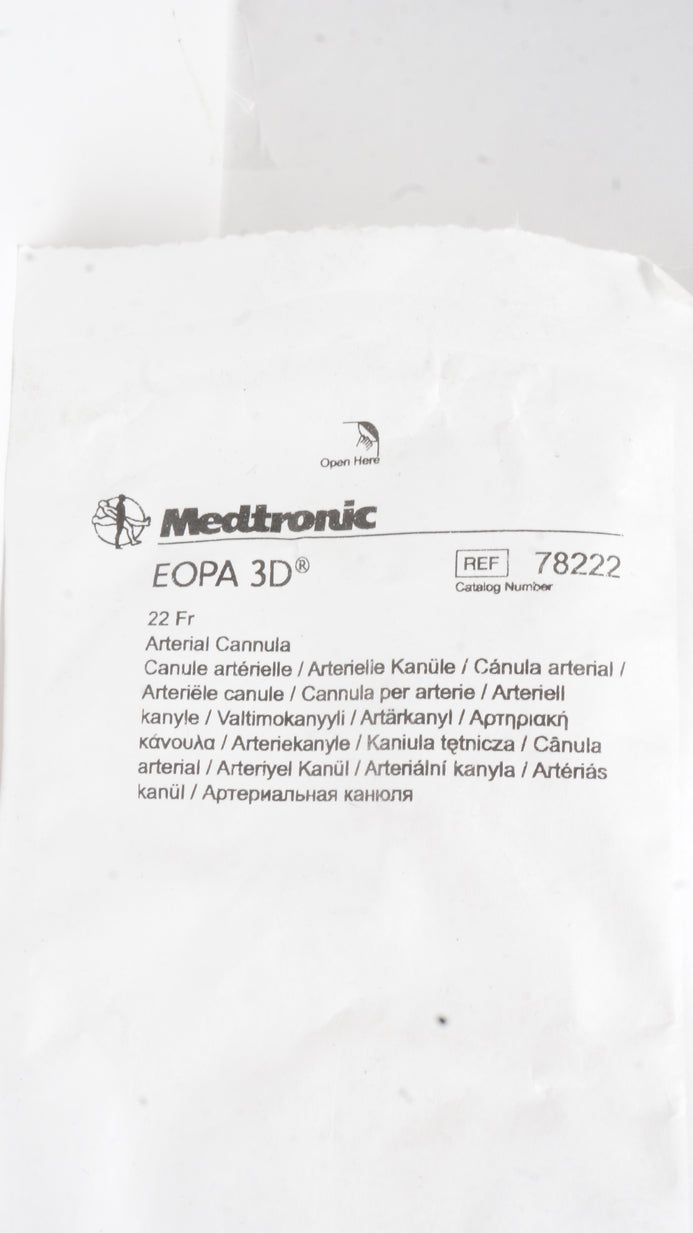 Open Here
Medtronic
EOPA 3D®
REF 78222
Catalog Number
22 Fr
Arterial Cannula
Canule artérielle / Arterielle Kanüle / Cánula arterial /
Arteriële canule / Cannula per arterie / Arteriell
kanyle / Valtimokanyyli / Artärkanyl / Αρτηριακή
κάνουλα / Arteriekanyle / Kaniula tętnicza / Cânula
arterial / Arteriyel Kanül / Arteriální kanyla / Artériás
kanül / Артериальная канюля